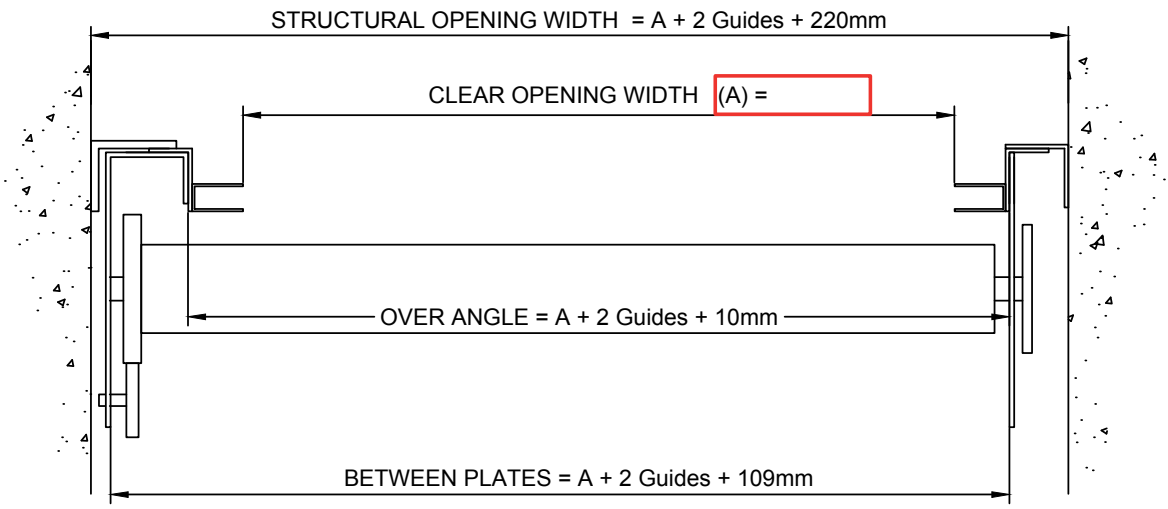 STRUCTURAL OPENING WIDTH = A + 2 Guides + 220mm
CLEAR OPENING WIDTH (A) =
OVER ANGLE = A + 2 Guides + 10mm
BETWEEN PLATES = A + 2 Guides + 109mm